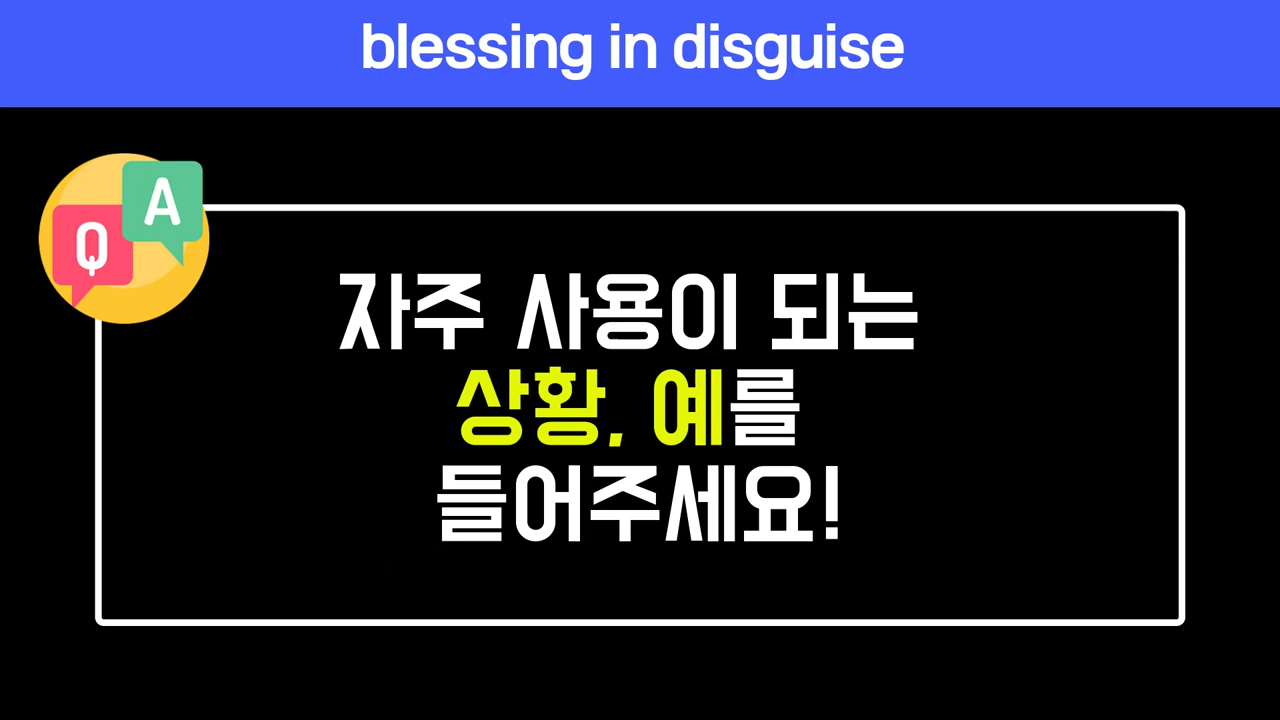 blessing in disguise
Q
A
자주 사용이 되는
상황, 예를
들어주세요!